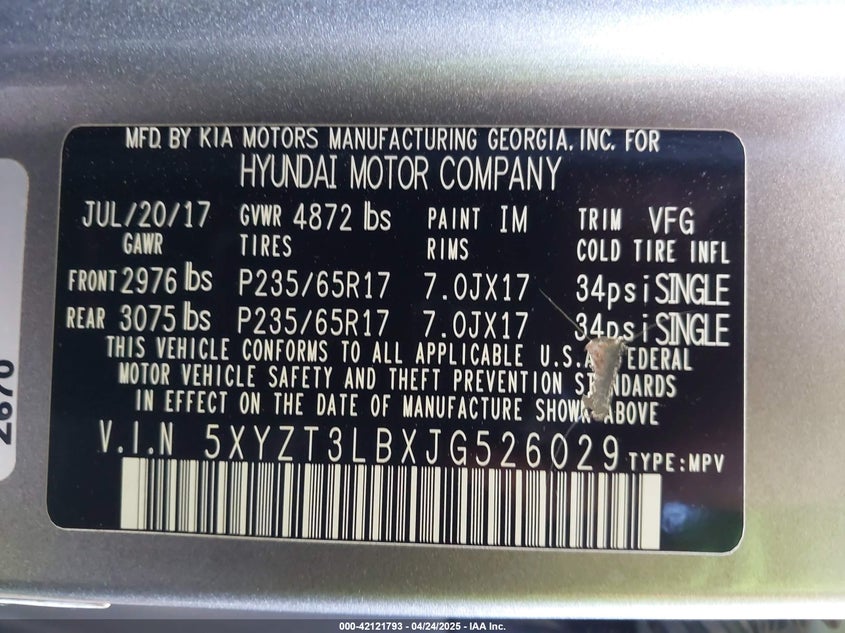 MFD. BY KIA MOTORS MANUFACTURING GEORGIA, INC. FOR
HYUNDAI MOTOR COMPANY
JUL/20/17 GVWR 4872 lbs PAINT IM TRIM VFG
GAWR TIRES RIMS COLD TIRE INFL
FRONT 2976 lbs P235/65R17 7.0JX17 34psi SINGLE
REAR 3075 lbs P235/65R17 7.0JX17 34psi SINGLE
THIS VEHICLE CONFORMS TO ALL APPLICABLE U.S.A. FEDERAL
MOTOR VEHICLE SAFETY AND THEFT PREVENTION STANDARDS
IN EFFECT ON THE DATE OF MANUFACTURE SHOWN ABOVE
V.I.N 5XYZT3LBXJG526029 TYPE:MPV
000-42121793 - 04/24/2025 - IAA Inc.